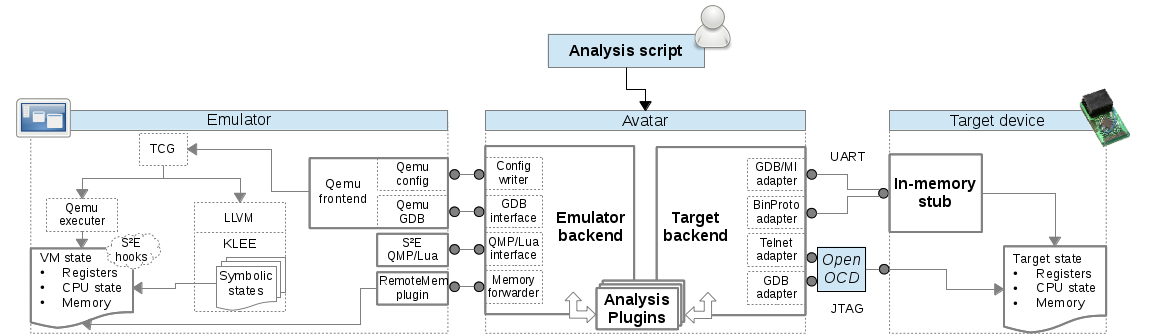 Analysis script
Emulator
Avatar
Target device
TCG
Qemu
executer
LLVM
KLEE
Symbolic
states
S²E
hooks
VM state
• Registers
• CPU state
• Memory
Qemu
frontend
Qemu
config
Qemu
GDB
S²E
QMP/Lua
RemoteMem
plugin
Config
writer
GDB
interface
QMP/Lua
interface
Memory
forwarder
Emulator
backend
Target
backend
Analysis
Plugins
GDB/MI
adapter
BinProto
adapter
Telnet
adapter
GDB
adapter
UART
Open
OCD
JTAG
In-memory
stub
Target state
• Registers
• CPU state
• Memory